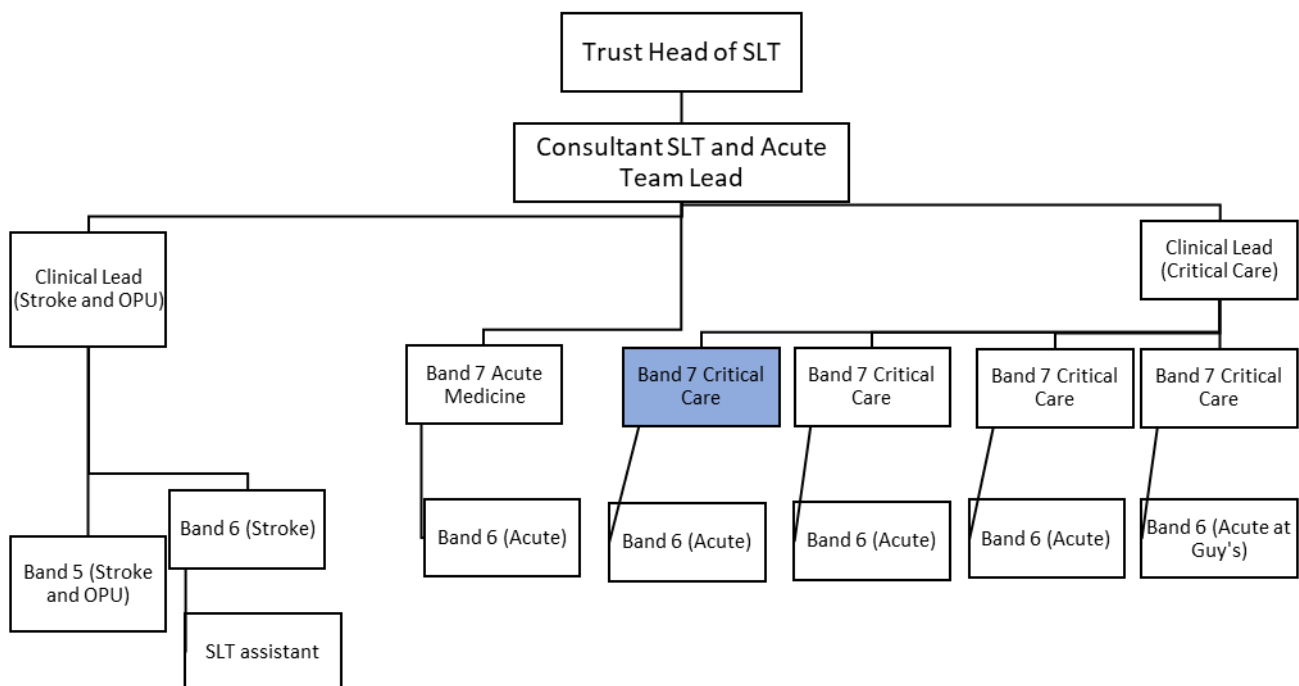 Trust Head of SLT
Consultant SLT and Acute
Team Lead
Clinical Lead
(Stroke and OPU)
Clinical Lead
(Critical Care)
Band 7 Acute
Medicine
Band 7 Critical
Care
Band 7 Critical
Care
Band 7 Critical
Care
Band 7 Critical
Care
Band 6 (Stroke)
Band 6 (Acute)
Band 6 (Acute)
Band 6 (Acute)
Band 6 (Acute)
Band 6 (Acute at
Guy's)
Band 5 (Stroke
and OPU)
SLT assistant